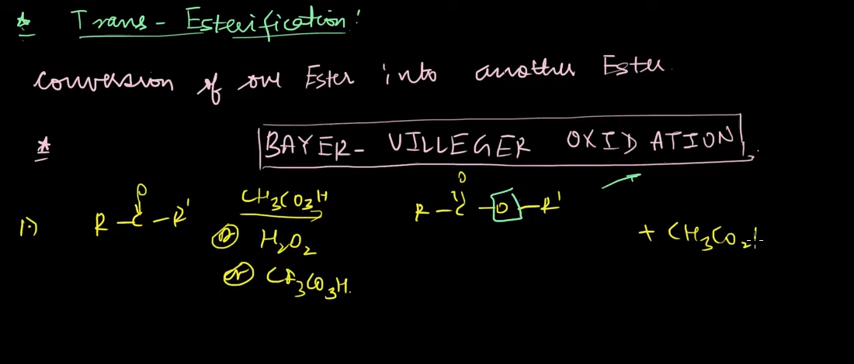 * Trans-Esterification:
Conversion of one Ester into another Ester.
* BAYER-VILLEGER OXIDATION.
1.) R-C(=O)-R' CH3CO3H R-C(=O)-O-R' + CH3CO2H
or H2O2
or CF3CO3H.